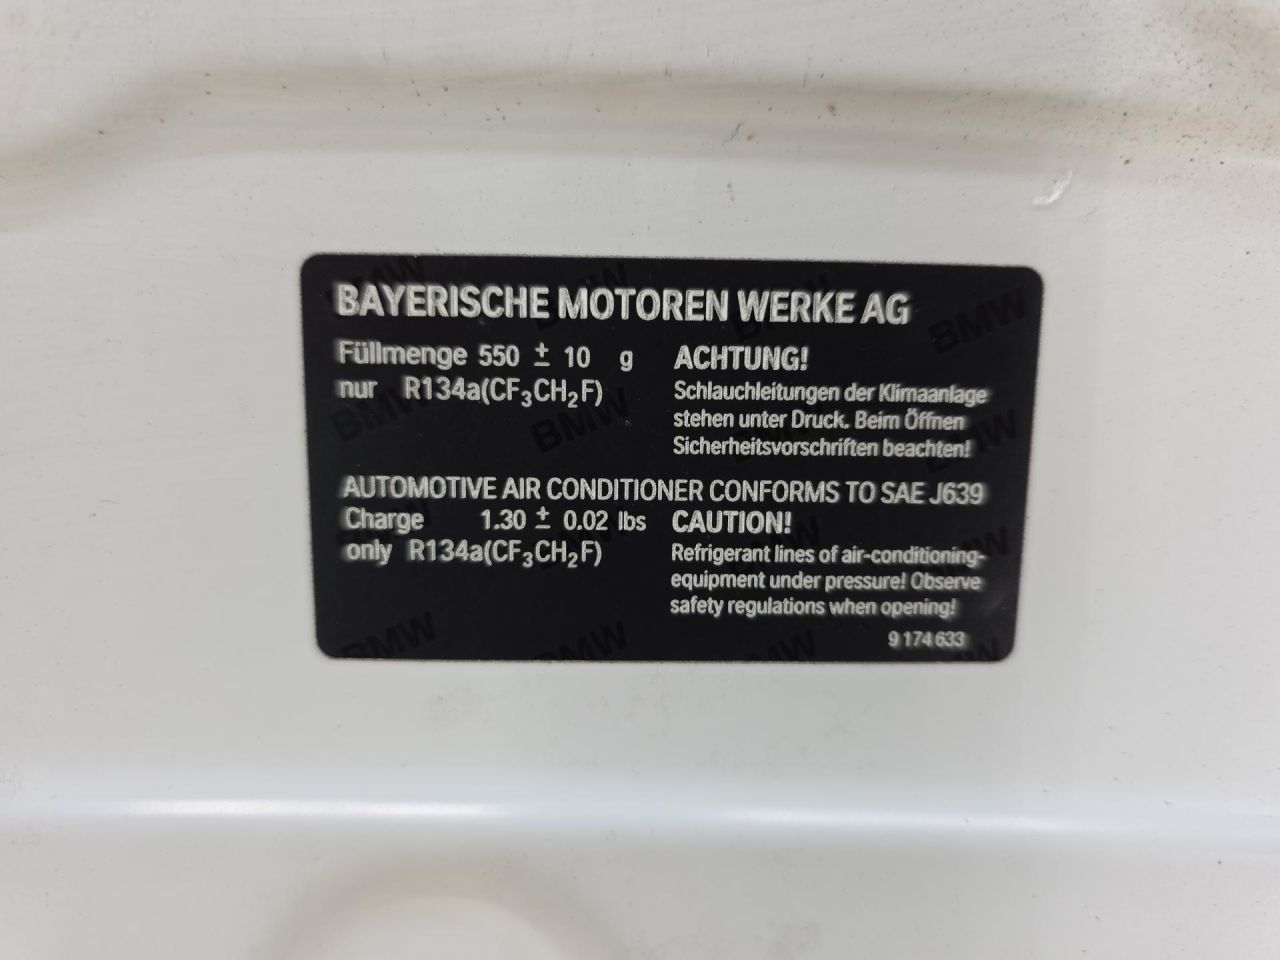 BAYERISCHE MOTOREN WERKE AG
Füllmenge 550 ± 10 g
nur R134a(CF₃CH₂F)
ACHTUNG!
Schlauchleitungen der Klimaanlage
stehen unter Druck. Beim Öffnen
Sicherheitsvorschriften beachten!
AUTOMOTIVE AIR CONDITIONER CONFORMS TO SAE J639
Charge 1.30 ± 0.02 lbs
only R134a(CF₃CH₂F)
CAUTION!
Refrigerant lines of air-conditioning-
equipment under pressure! Observe
safety regulations when opening!
9 174 633